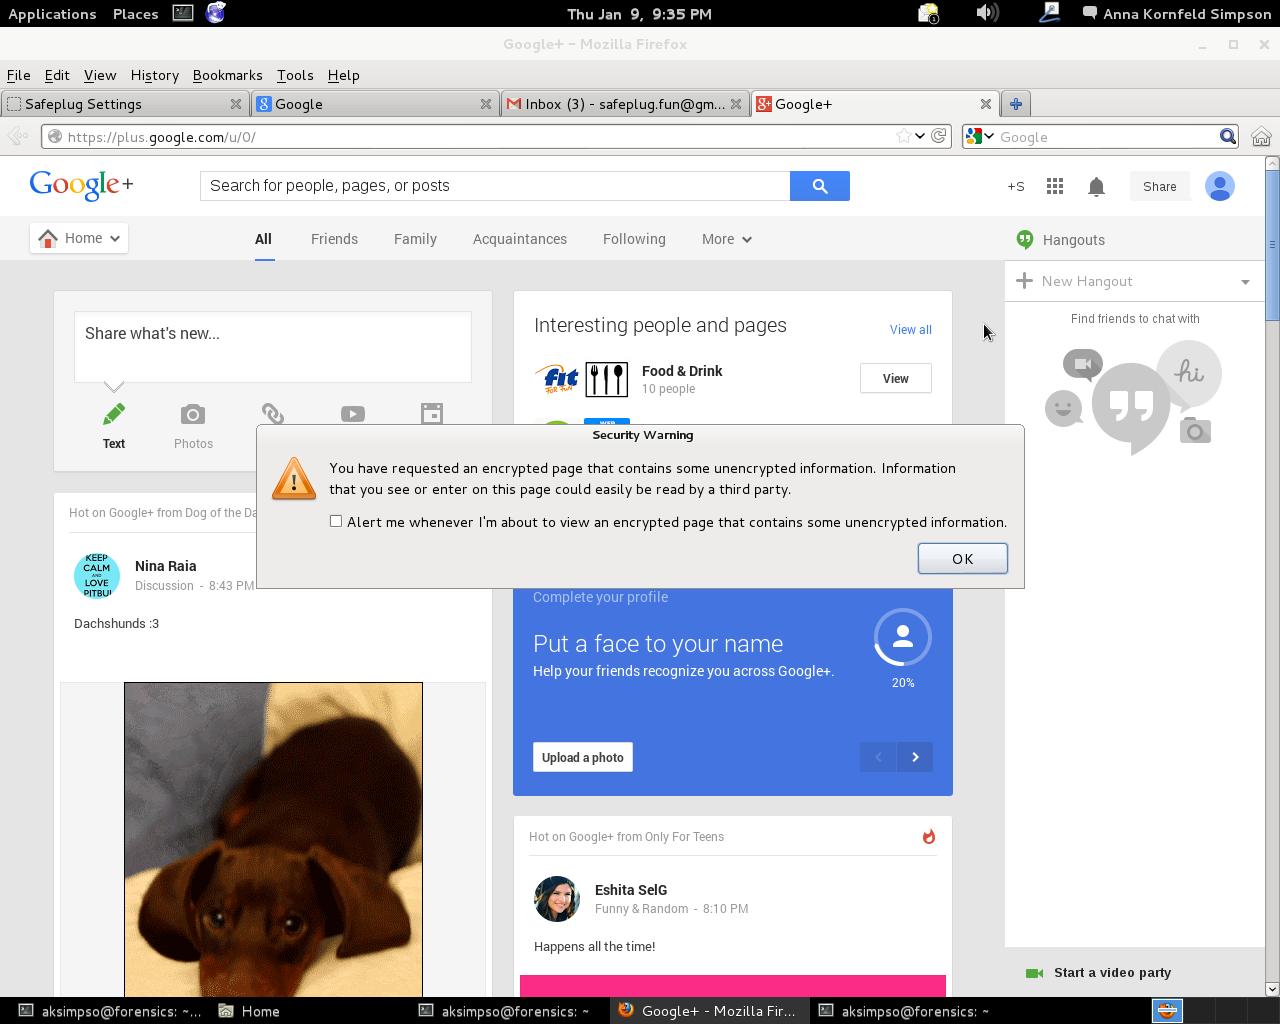 Applications Places Thu Jan 9, 9:35 PM 1 Anna Kornfeld Simpson
Google+ - Mozilla Firefox
File Edit View History Bookmarks Tools Help
Safeplug Settings Google Inbox (3) - safeplug.fun@gm... Google+
https://plus.google.com/u/0/ Google
Google+ Search for people, pages, or posts +S Share
Home All Friends Family Acquaintances Following More Hangouts
New Hangout
Find friends to chat with
hi
Share what's new...
Text Photos
Interesting people and pages View all
fit FOR FUN Food & Drink View
10 people
WEB
Security Warning
You have requested an encrypted page that contains some unencrypted information. Information
that you see or enter on this page could easily be read by a third party.
Alert me whenever I'm about to view an encrypted page that contains some unencrypted information.
OK
Hot on Google+ from Dog of the Da
KEEP
CALM
AND
LOVE
PITBU
Nina Raia
Discussion - 8:43 PM
Dachshunds :3
Complete your profile
Put a face to your name
Help your friends recognize you across Google+.
20%
Upload a photo
Hot on Google+ from Only For Teens
Eshita SelG
Funny & Random - 8:10 PM
Happens all the time!
Start a video party
aksimpso@forensics: ~... Home aksimpso@forensics: ~ Google+ - Mozilla Fir... aksimpso@forensics: ~